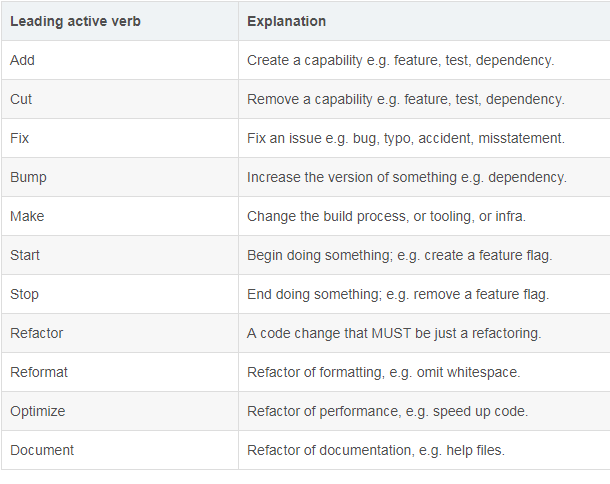 Leading active verb Explanation
Add Create a capability e.g. feature, test, dependency.
Cut Remove a capability e.g. feature, test, dependency.
Fix Fix an issue e.g. bug, typo, accident, misstatement.
Bump Increase the version of something e.g. dependency.
Make Change the build process, or tooling, or infra.
Start Begin doing something; e.g. create a feature flag.
Stop End doing something; e.g. remove a feature flag.
Refactor A code change that MUST be just a refactoring.
Reformat Refactor of formatting, e.g. omit whitespace.
Optimize Refactor of performance, e.g. speed up code.
Document Refactor of documentation, e.g. help files.